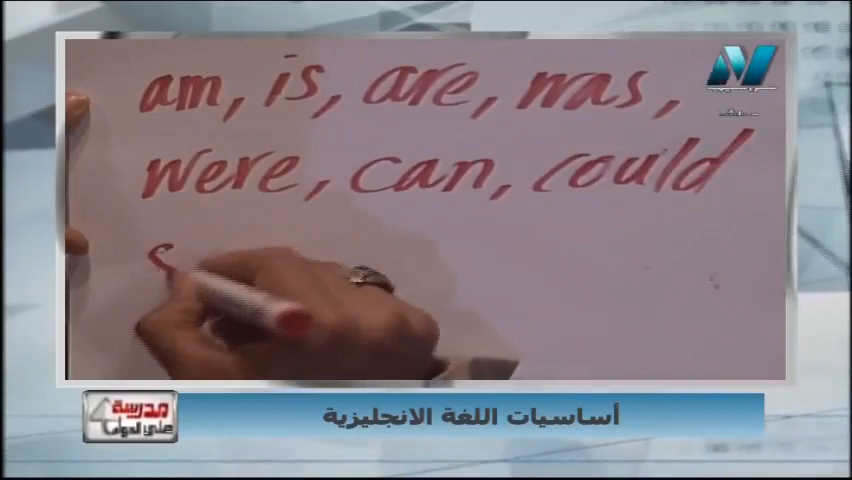 am, is, are, was,
were, can, could
أساسيات اللغة الانجليزية
مدرسة
على الهواء